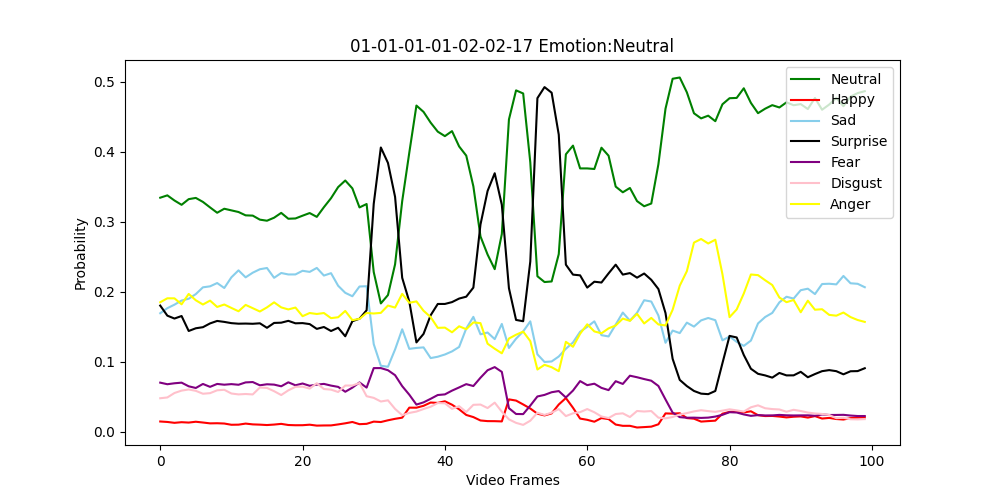 01-01-01-01-02-02-17 Emotion:Neutral
Probability
0.5
0.4
0.3
0.2
0.1
0.0
0
20
40
60
80
100
Video Frames
Neutral
Happy
Sad
Surprise
Fear
Disgust
Anger